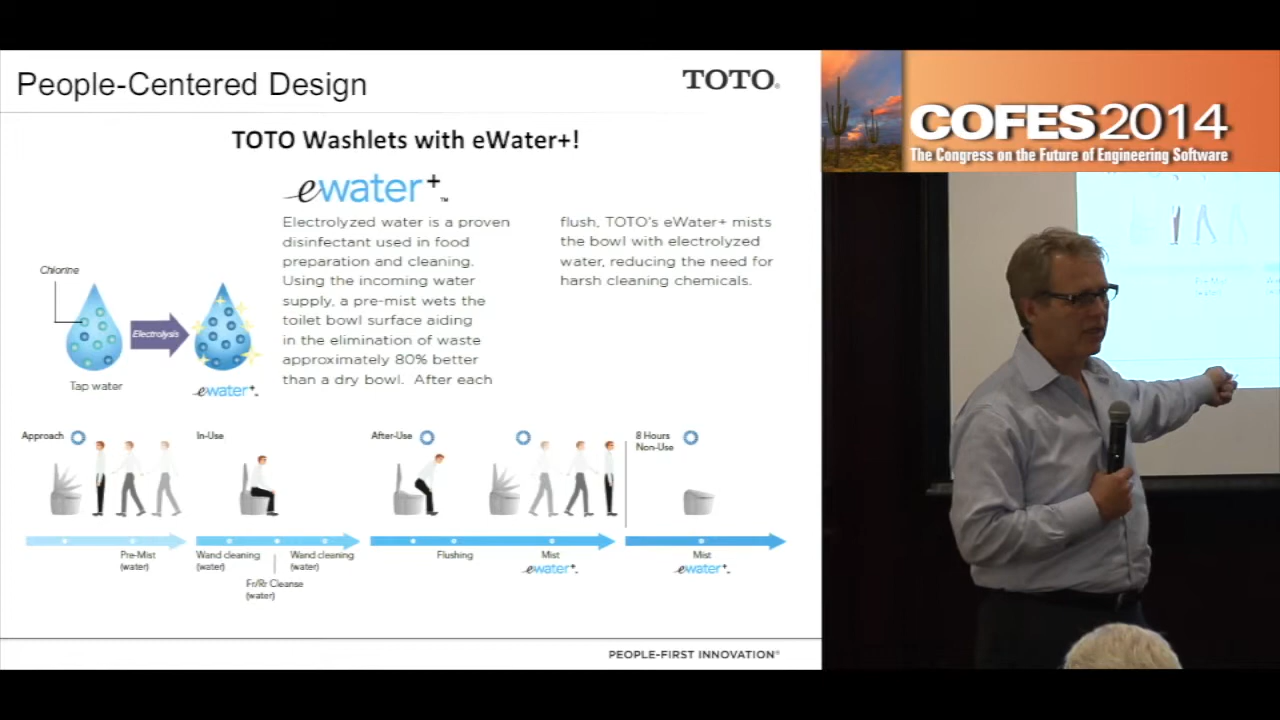 People-Centered Design
TOTO®
TOTO Washlets with eWater+!
ewater+™
Electrolyzed water is a proven
disinfectant used in food
preparation and cleaning.
Using the incoming water
supply, a pre-mist wets the
toilet bowl surface aiding
in the elimination of waste
approximately 80% better
than a dry bowl. After each
flush, TOTO's eWater+ mists
the bowl with electrolyzed
water, reducing the need for
harsh cleaning chemicals.
Chlorine
Electrolysis
Tap water
ewater+™
Approach
In-Use
After-Use
8 Hours
Non-Use
Pre-Mist
(water)
Wand cleaning
(water)
Fr/Rr Cleanse
(water)
Wand cleaning
(water)
Flushing
Mist
ewater+™
Mist
ewater+™
PEOPLE-FIRST INNOVATION®
COFES2014
The Congress on the Future of Engineering Software